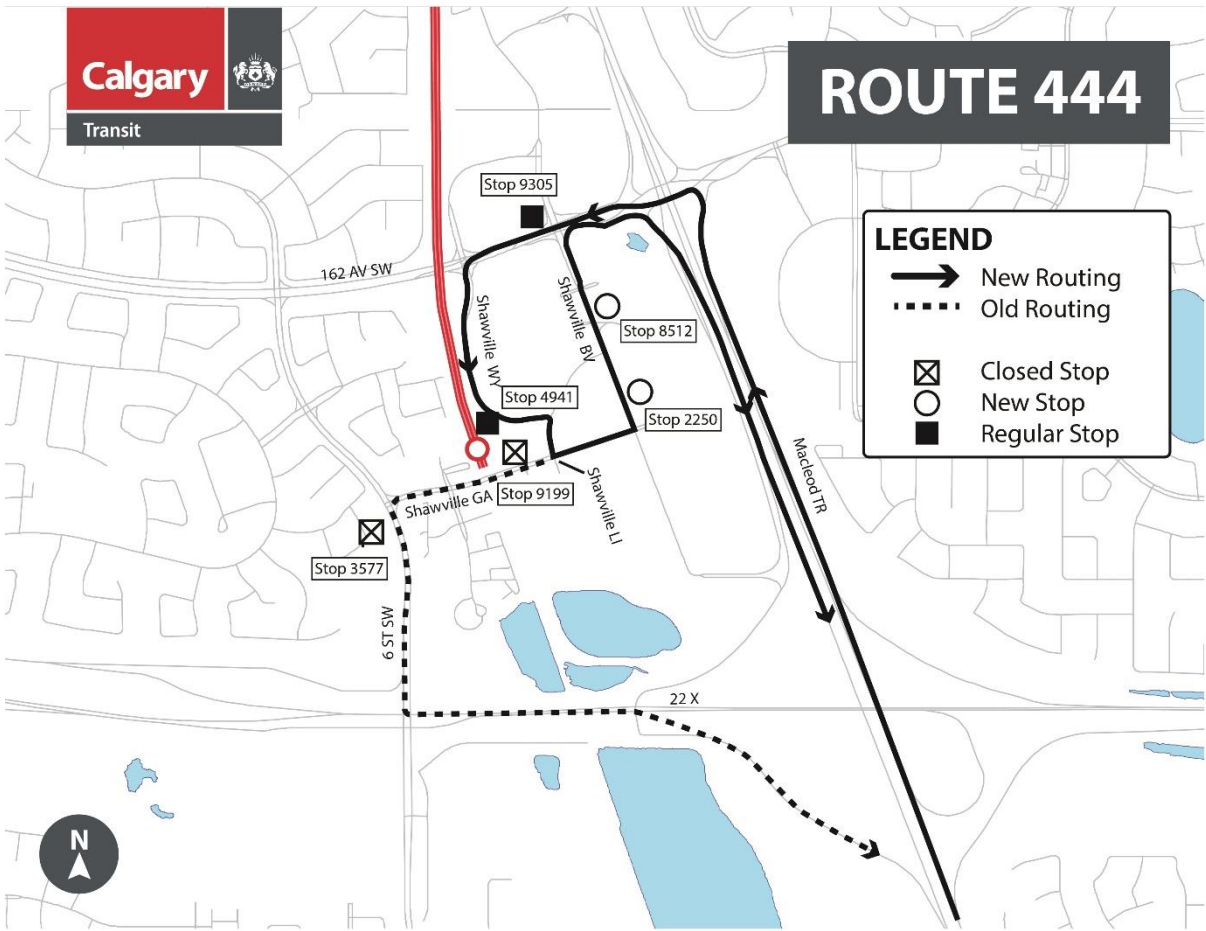 Calgary
Transit
ROUTE 444
Stop 9305
162 AV SW
LEGEND
New Routing
Old Routing
Closed Stop
New Stop
Regular Stop
Shawville WY
Shawville BV
Stop 8512
Stop 4941
Stop 2250
Macleod TR
Stop 9199
Shawville GA
Shawville LI
Stop 3577
6 ST SW
22 X
N